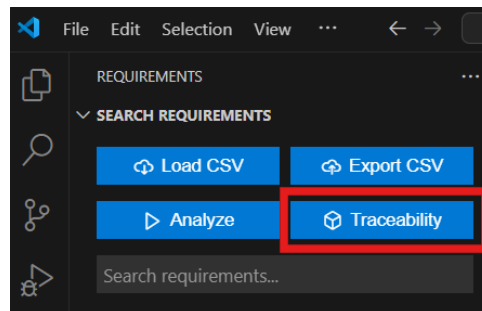 File Edit Selection View ...
REQUIREMENTS ...
SEARCH REQUIREMENTS
Load CSV Export CSV
Analyze Traceability
Search requirements...